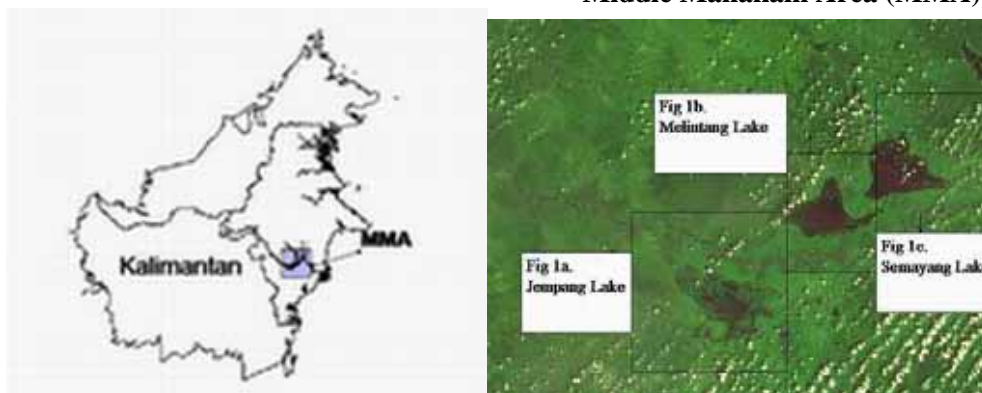 Middle Mahakam Area (MMA)
Kalimantan
MMA
Fig 1b.
Melintang Lake
Fig 1a.
Jempang Lake
Fig 1c.
Semayang Lak